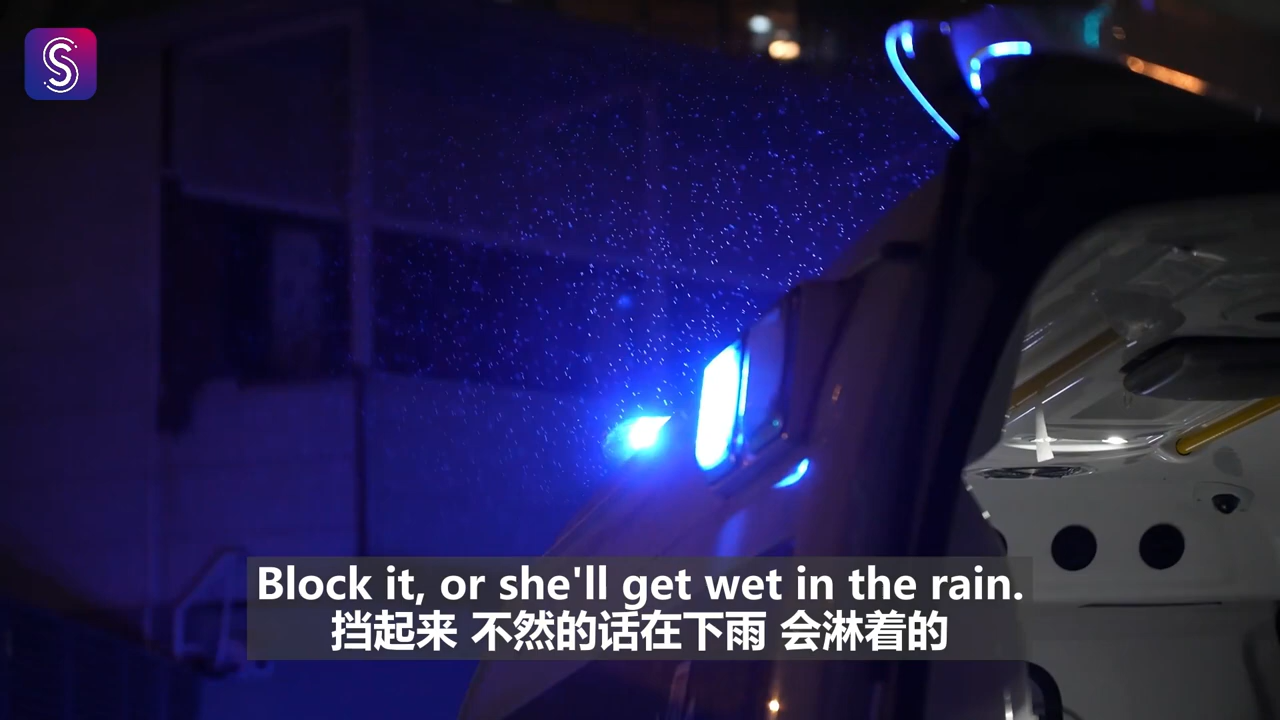 S
Block it, or she'll get wet in the rain.
挡起来 不然的话在下雨 会淋着的